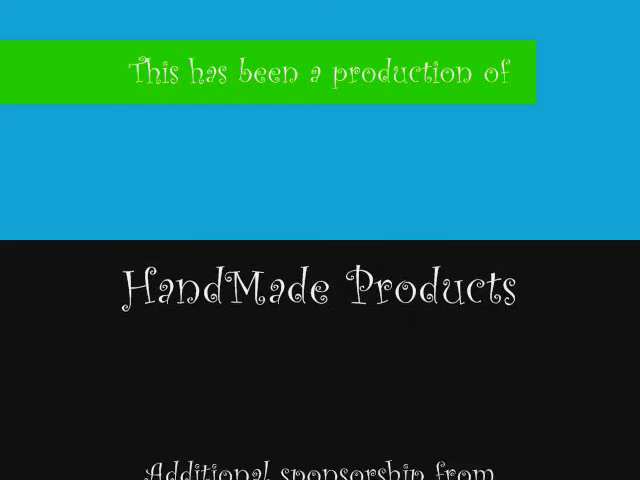 This has been a production of
HandMade Products
Additional sponsorship from